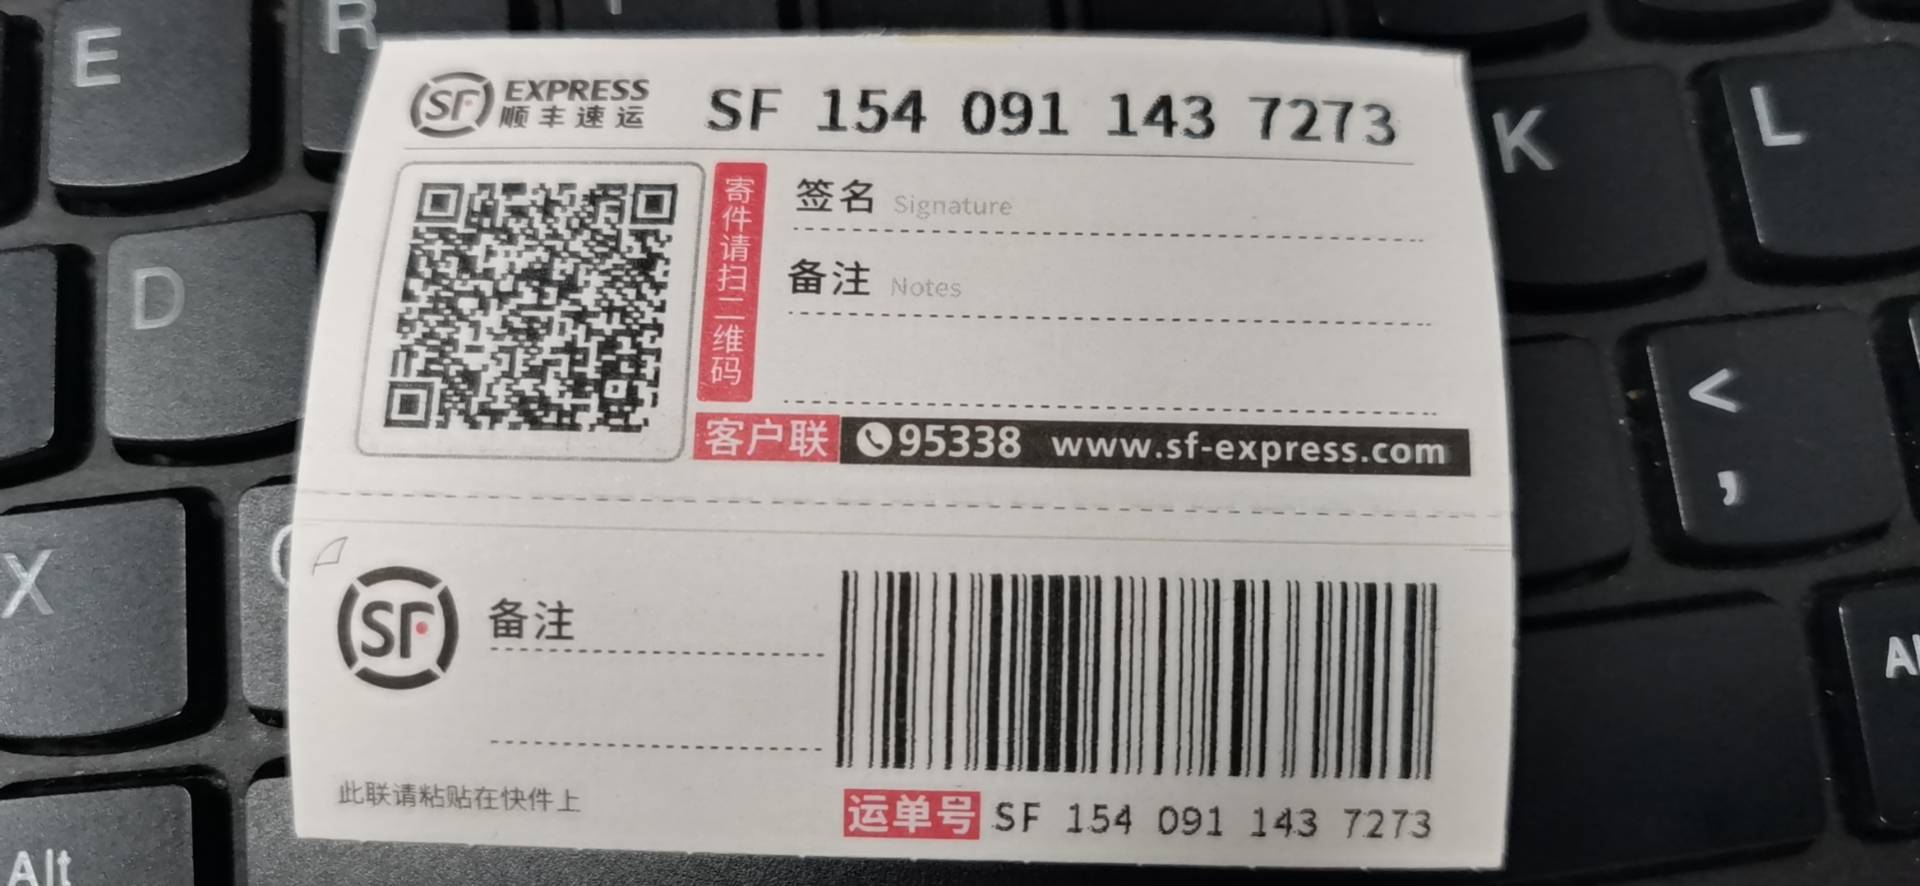 E R
SF EXPRESS
顺丰速运
SF 154 091 143 7273
K L
寄件请扫二维码
签名 Signature
D
备注 Notes
<
,
客户联 95338 www.sf-express.com
X
SF 备注
此联请粘贴在快件上
运单号 SF 154 091 143 7273
Alt